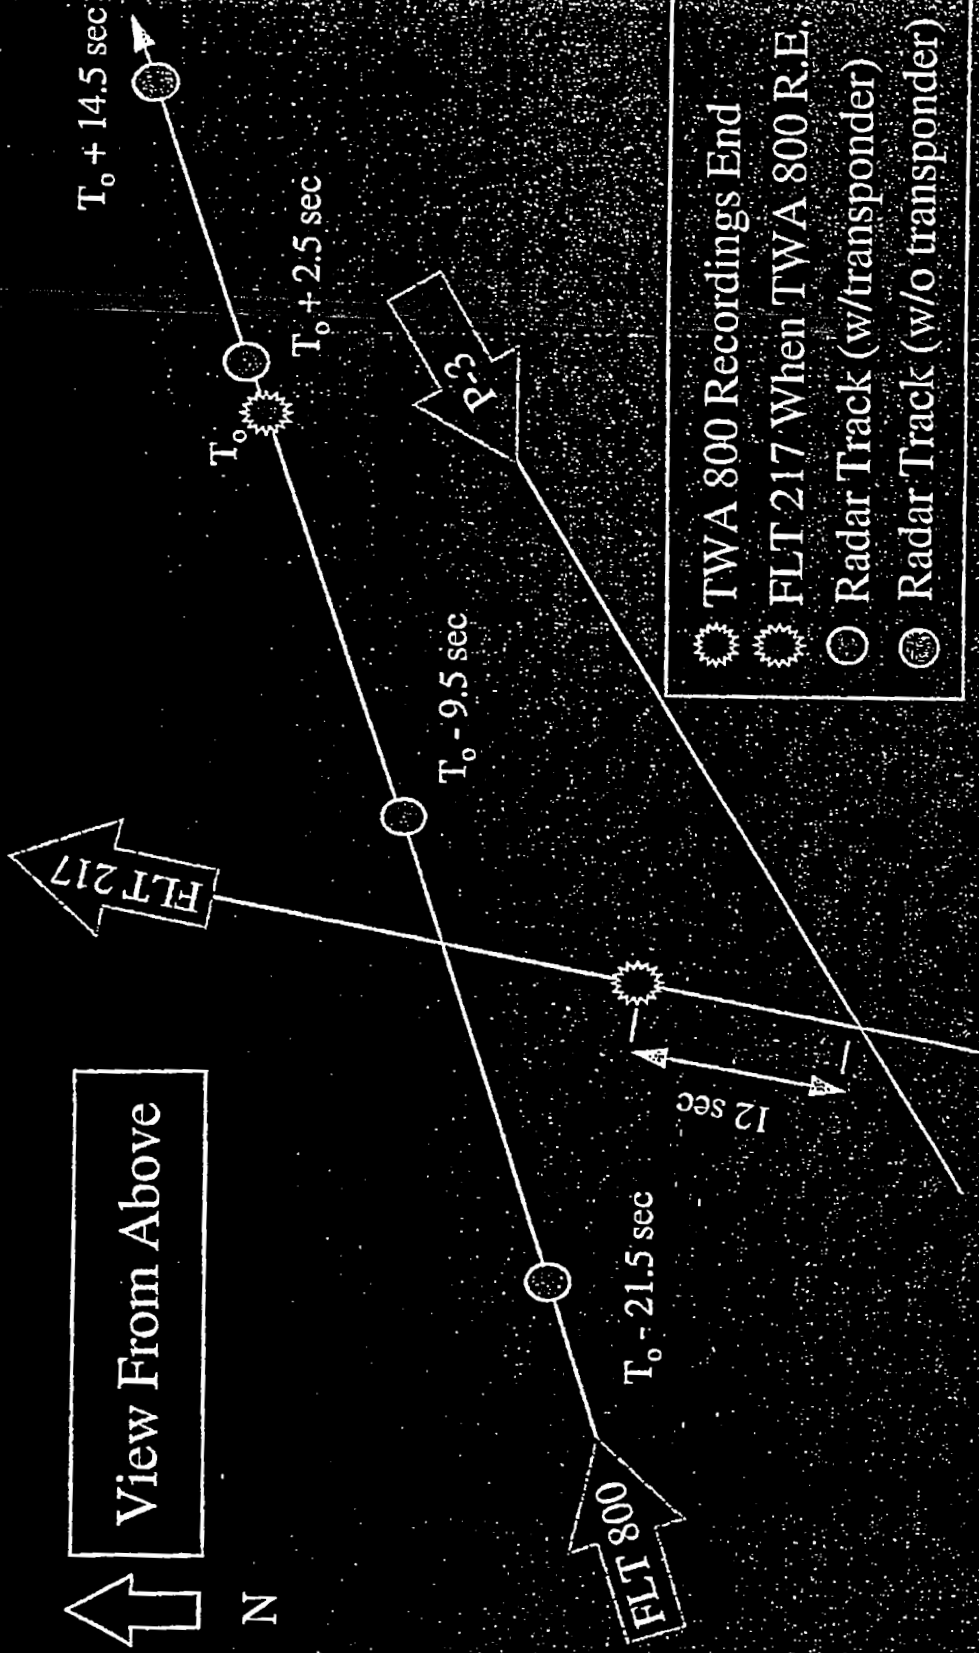 View From Above
N
FLT 217
FLT 800
P-3
T₀ - 21.5 sec
T₀ - 9.5 sec
T₀
T₀ + 2.5 sec
T₀ + 14.5 sec
12 sec
TWA 800 Recordings End
FLT 217 When TWA 800 R.E.
Radar Track (w/transponder)
Radar Track (w/o transponder)